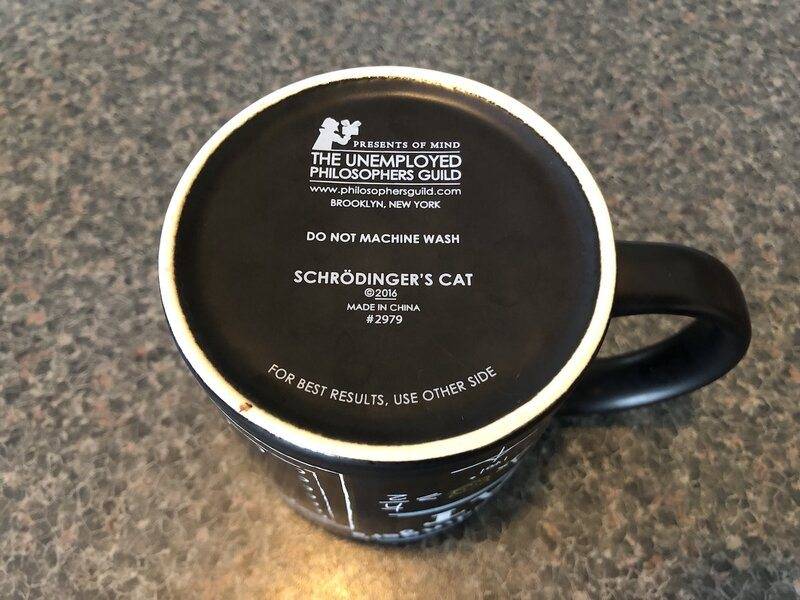 PRESENTS OF MIND
THE UNEMPLOYED
PHILOSOPHERS GUILD
www.philosophersguild.com
BROOKLYN, NEW YORK
DO NOT MACHINE WASH
SCHRÖDINGER'S CAT
©2016
MADE IN CHINA
#2979
FOR BEST RESULTS, USE OTHER SIDE